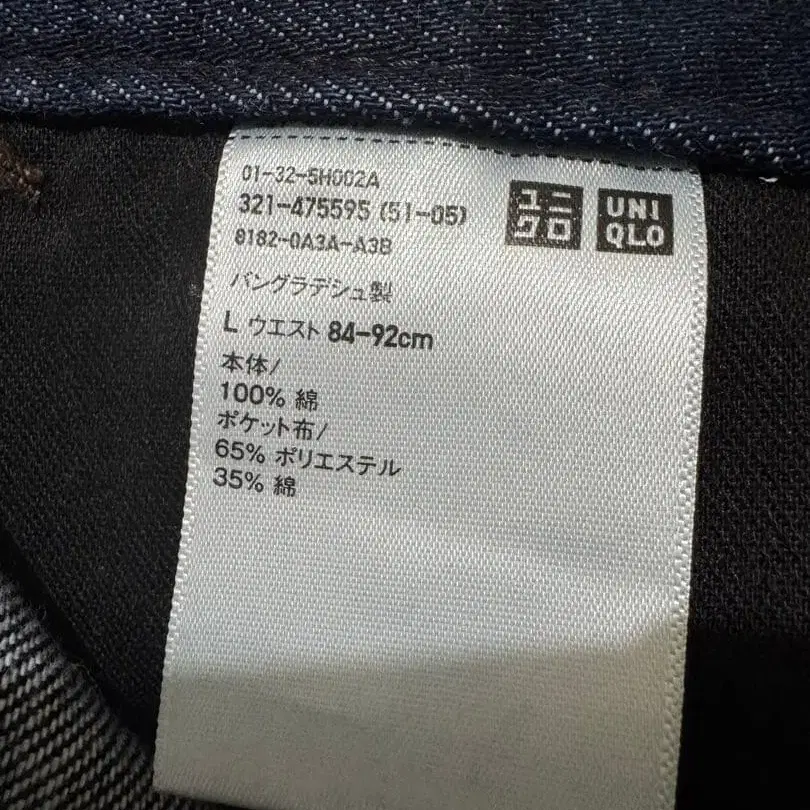 01-32-5H002A
321-475595 (51-05)
8182-0A3A-A3B
ユニ
クロ
UNI
QLO
バングラデシュ製
L ウエスト 84-92cm
本体/
100% 綿
ポケット布/
65% ポリエステル
35% 綿